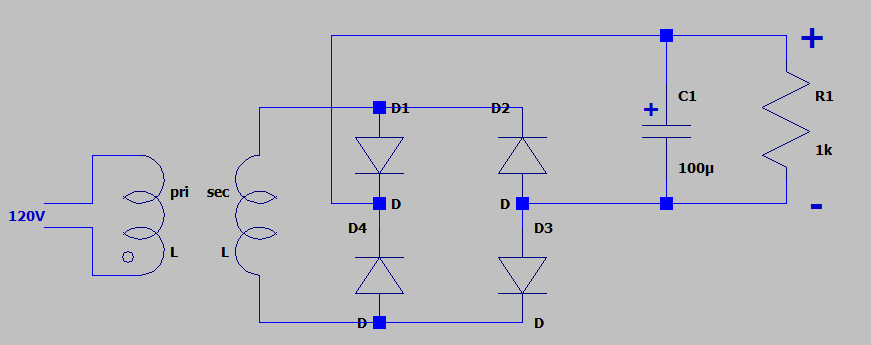 +
D1
D2
C1
R1
+
1k
100µ
pri
sec
D
D
120V
D4
D3
-
L
L
D
D